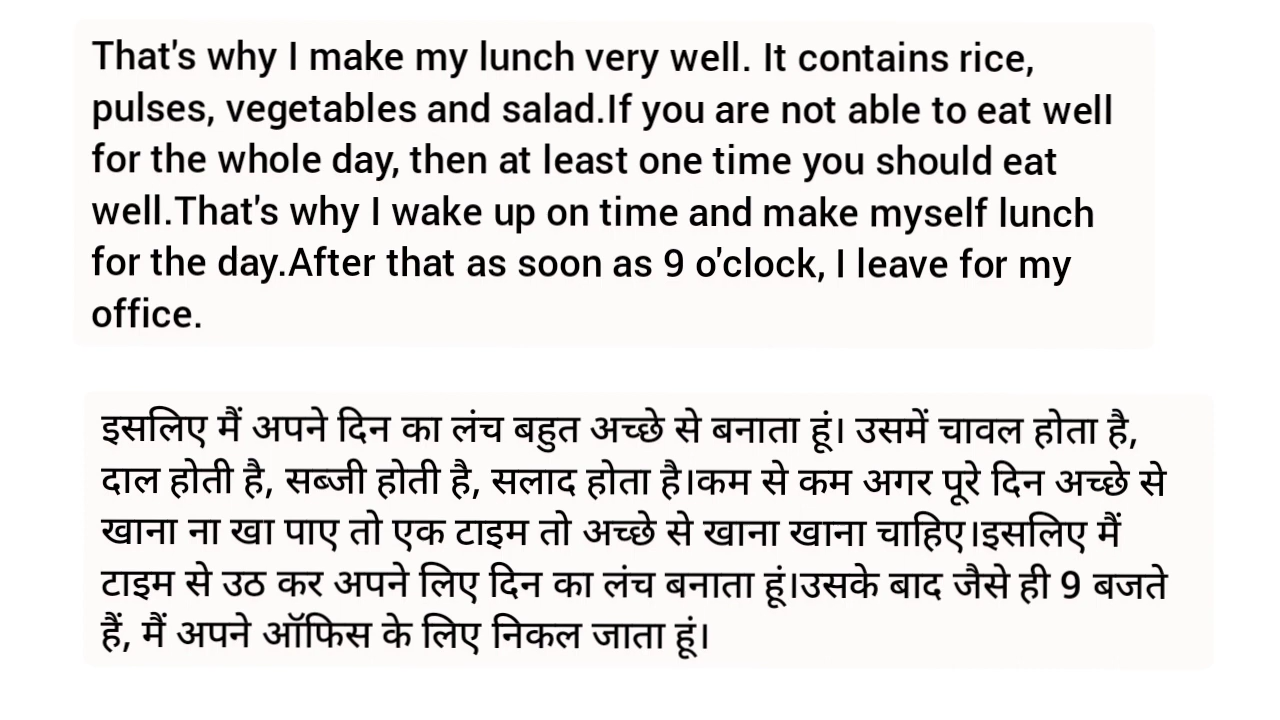 That's why I make my lunch very well. It contains rice,
pulses, vegetables and salad.If you are not able to eat well
for the whole day, then at least one time you should eat
well.That's why I wake up on time and make myself lunch
for the day.After that as soon as 9 o'clock, I leave for my
office.
इसलिए मैं अपने दिन का लंच बहुत अच्छे से बनाता हूं। उसमें चावल होता है,
दाल होती है, सब्जी होती है, सलाद होता है।कम से कम अगर पूरे दिन अच्छे से
खाना ना खा पाए तो एक टाइम तो अच्छे से खाना खाना चाहिए।इसलिए मैं
टाइम से उठ कर अपने लिए दिन का लंच बनाता हूं।उसके बाद जैसे ही 9 बजते
हैं, मैं अपने ऑफिस के लिए निकल जाता हूं।